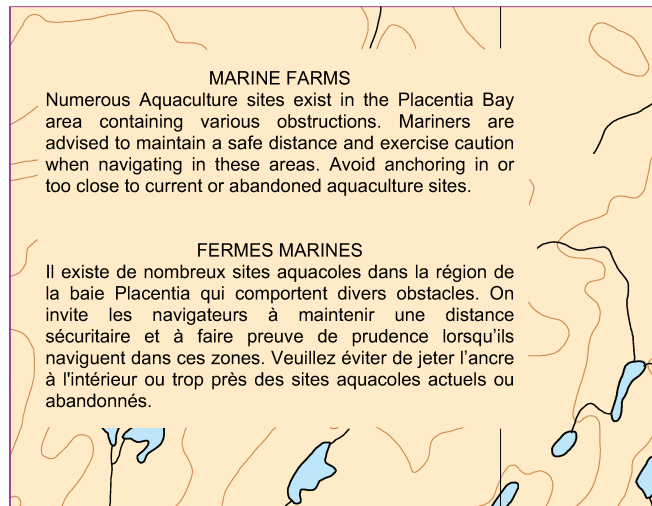 MARINE FARMS
Numerous Aquaculture sites exist in the Placentia Bay
area containing various obstructions. Mariners are
advised to maintain a safe distance and exercise caution
when navigating in these areas. Avoid anchoring in or
too close to current or abandoned aquaculture sites.
FERMES MARINES
Il existe de nombreux sites aquacoles dans la région de
la baie Placentia qui comportent divers obstacles. On
invite les navigateurs à maintenir une distance
sécuritaire et à faire preuve de prudence lorsqu’ils
naviguent dans ces zones. Veuillez éviter de jeter l’ancre
à l'intérieur ou trop près des sites aquacoles actuels ou
abandonnés.